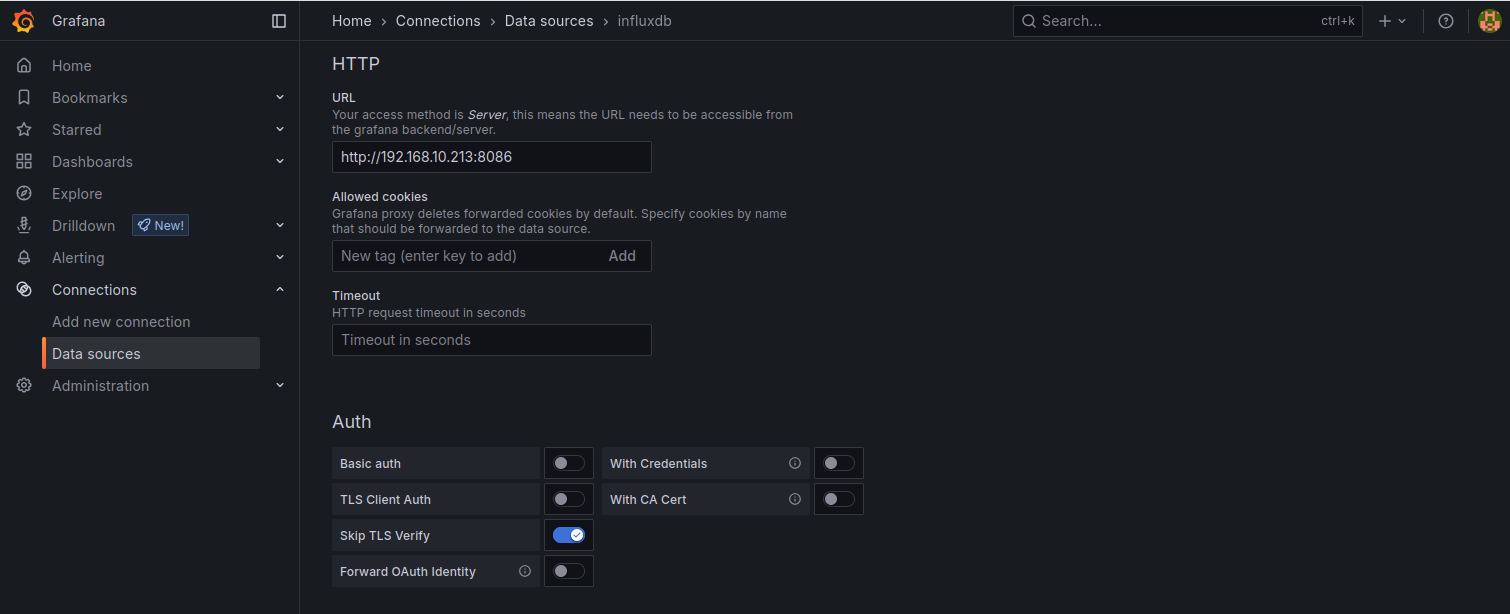 Grafana
Home › Connections › Data sources › influxdb
Search...
ctrl+k
Home
Bookmarks
Starred
Dashboards
Explore
Drilldown
New!
Alerting
Connections
Add new connection
Data sources
Administration
HTTP
URL
Your access method is Server, this means the URL needs to be accessible from
the grafana backend/server.
http://192.168.10.213:8086
Allowed cookies
Grafana proxy deletes forwarded cookies by default. Specify cookies by name
that should be forwarded to the data source.
New tag (enter key to add)
Add
Timeout
HTTP request timeout in seconds
Timeout in seconds
Auth
Basic auth
With Credentials
TLS Client Auth
With CA Cert
Skip TLS Verify
Forward OAuth Identity